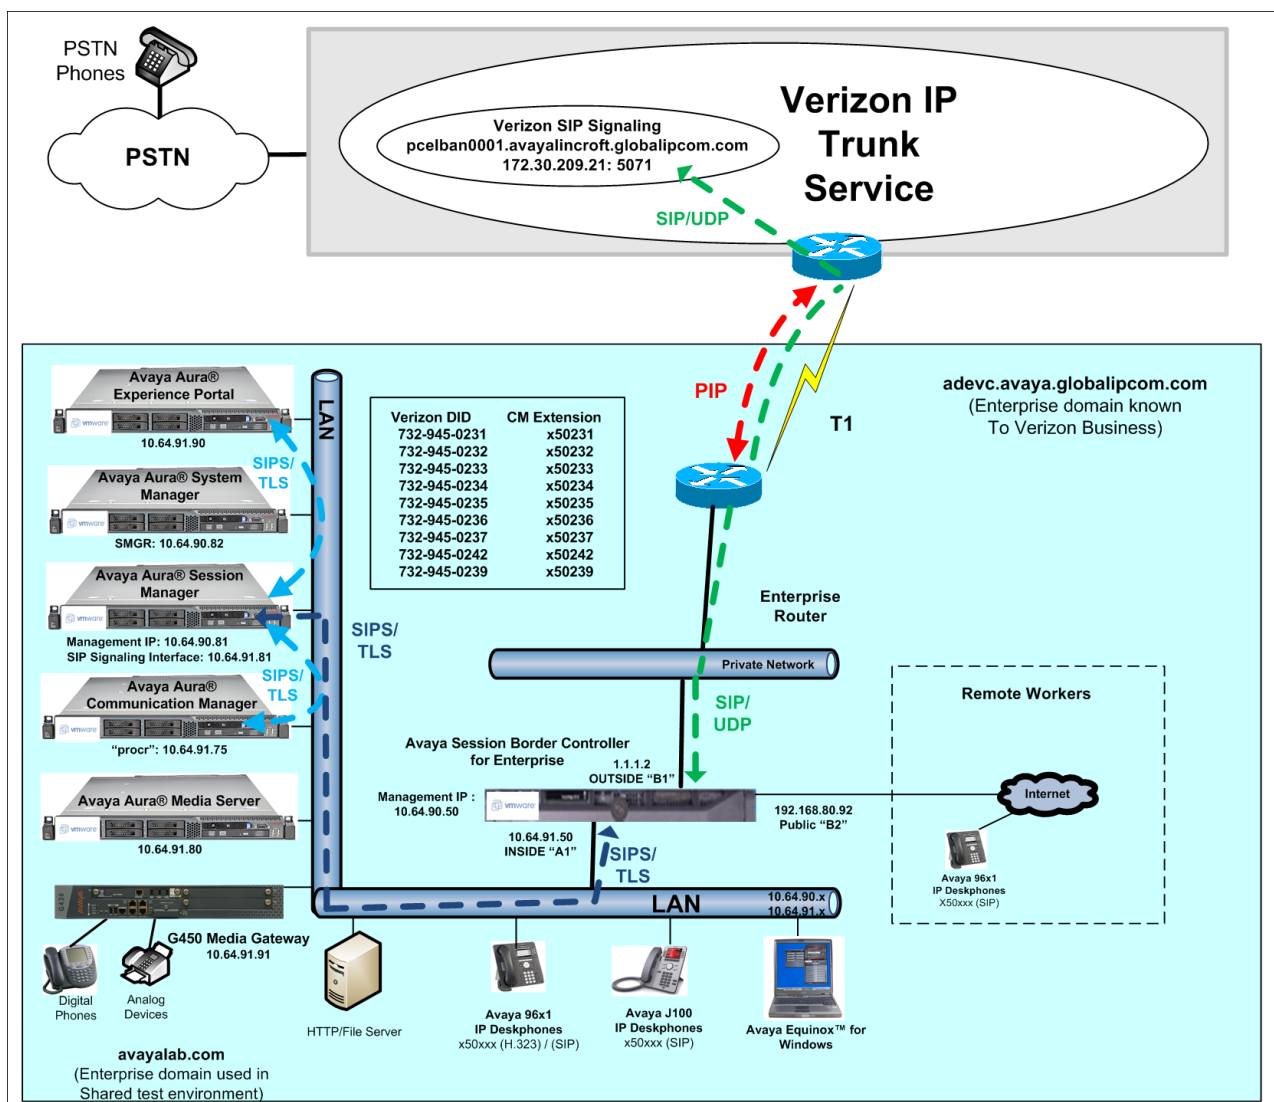 PSTN
Phones
PSTN
Verizon IP
Trunk
Service
Verizon SIP Signaling
pcelban0001.avayalincroft.globalipcom.com
172.30.209.21: 5071
SIP/UDP
PIP
T1
adevc.avaya.globalipcom.com
(Enterprise domain known
To Verizon Business)
Avaya Aura® 
Experience Portal
vmware
10.64.91.90
SIPS/
TLS
LAN
Verizon DID CM Extension
732-945-0231 x50231
732-945-0232 x50232
732-945-0233 x50233
732-945-0234 x50234
732-945-0235 x50235
732-945-0236 x50236
732-945-0237 x50237
732-945-0242 x50242
732-945-0239 x50239
Avaya Aura® System
Manager
vmware
SMGR: 10.64.90.82
Avaya Aura® Session
Manager
vmware
Management IP: 10.64.90.81
SIP Signaling Interface: 10.64.91.81
SIPS/
TLS
SIPS/
TLS
Enterprise
Router
Private Network
Avaya Aura®
Communication Manager
vmware
“procr”: 10.64.91.75
SIP/
UDP
Avaya Session Border Controller
for Enterprise
1.1.1.2
OUTSIDE “B1”
Management IP :
10.64.90.50
vmware
192.168.80.92
Public “B2”
10.64.91.50
INSIDE “A1”
SIPS/
TLS
Remote Workers
Internet
Avaya 96x1
IP Deskphones
X50xxx (SIP)
Avaya Aura® Media Server
vmware
10.64.91.80
LAN
10.64.90.x
10.64.91.x
G450 Media Gateway
10.64.91.91
Digital
Phones
Analog
Devices
HTTP/File Server
Avaya 96x1
IP Deskphones
x50xxx (H.323) / (SIP)
Avaya J100
IP Deskphones
x50xxx (SIP)
Avaya Equinox™ for
Windows
avayalab.com
(Enterprise domain used in
Shared test environment)